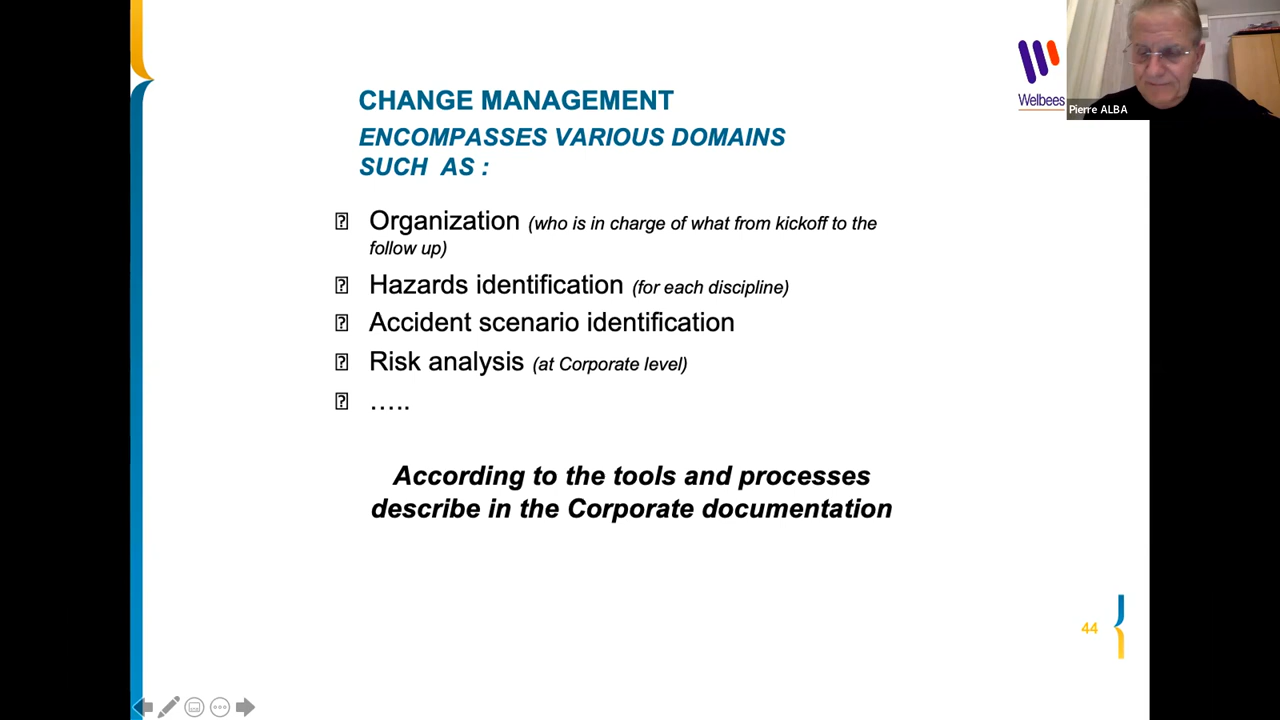 CHANGE MANAGEMENT
ENCOMPASSES VARIOUS DOMAINS
SUCH AS :
Organization (who is in charge of what from kickoff to the
follow up)
Hazards identification (for each discipline)
Accident scenario identification
Risk analysis (at Corporate level)
…..
According to the tools and processes
describe in the Corporate documentation
44
Welbees
Pierre ALBA